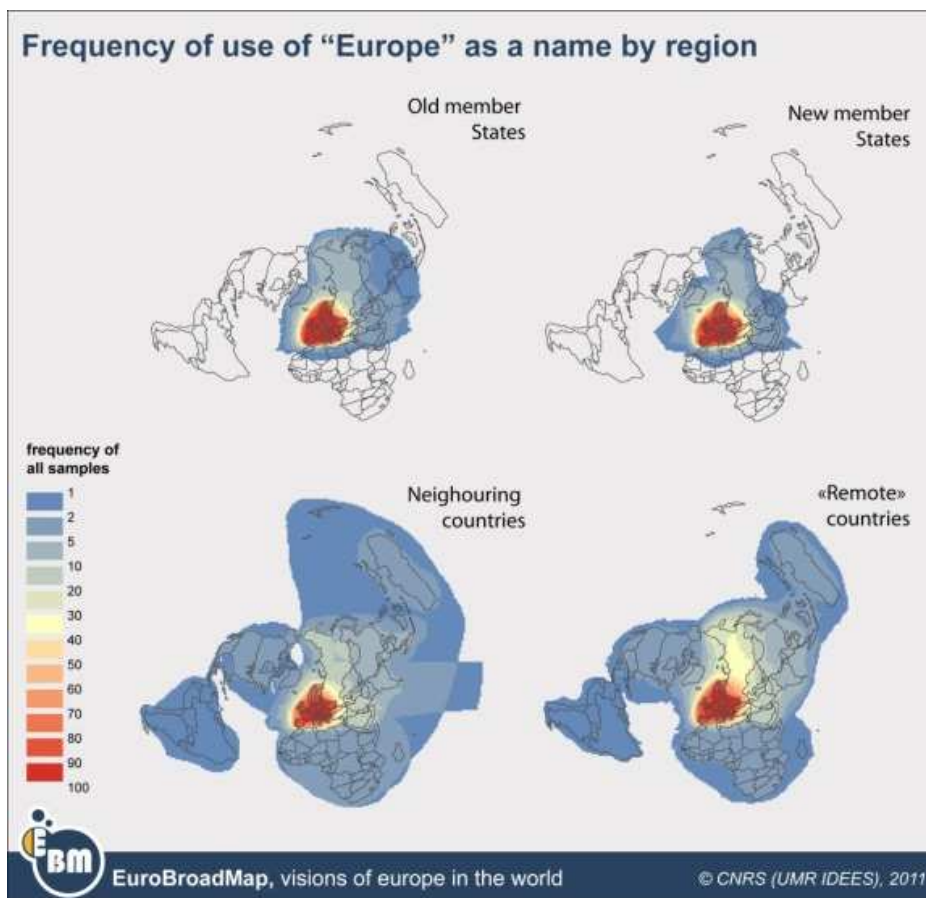 Frequency of use of “Europe” as a name by region
Old member
States
New member
States
frequency of
all samples
1
2
5
10
20
30
40
50
60
70
80
90
100
Neighouring
countries
«Remote»
countries
EBM
EuroBroadMap, visions of europe in the world
© CNRS (UMR IDEES), 2011